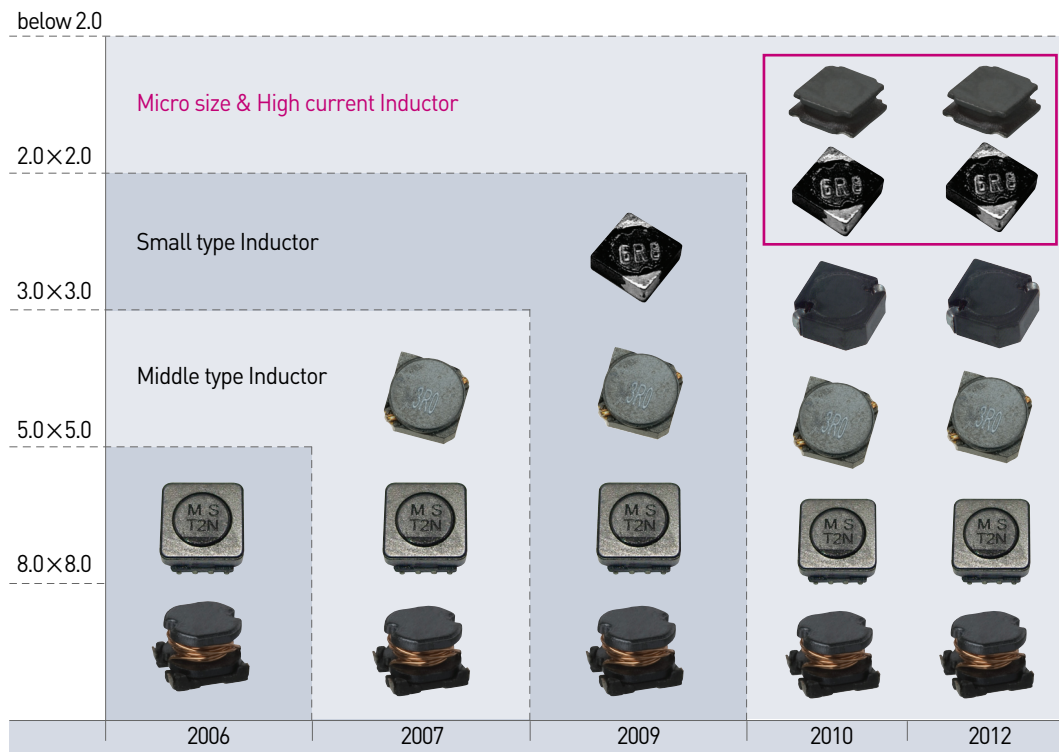 below 2.0
Micro size & High current Inductor
2.0×2.0
6R8
6R8
Small type Inductor
6R8
3.0×3.0
Middle type Inductor
3R0
3R0
3R0
3R0
5.0×5.0
M S
T2N
M S
T2N
M S
T2N
M S
T2N
M S
T2N
8.0×8.0
2006
2007
2009
2010
2012